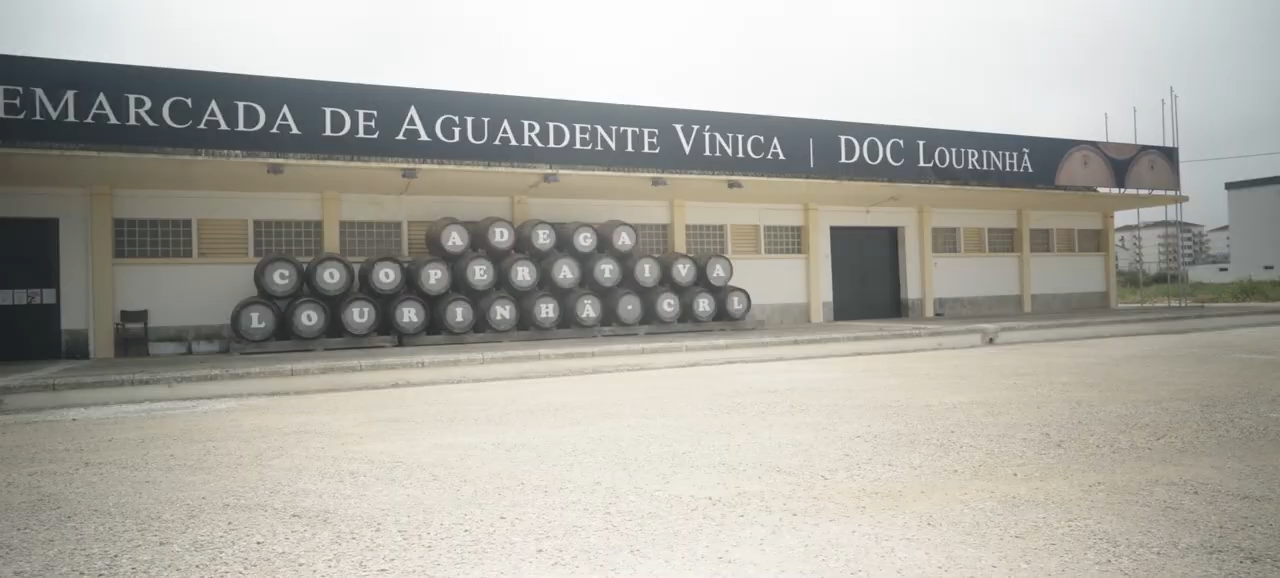 EMARCADA DE AGUARDENTE VÍNICA | DOC LOURINHÃ
ADEGA
COOPERATIVA
LOURINHÃ·CRL